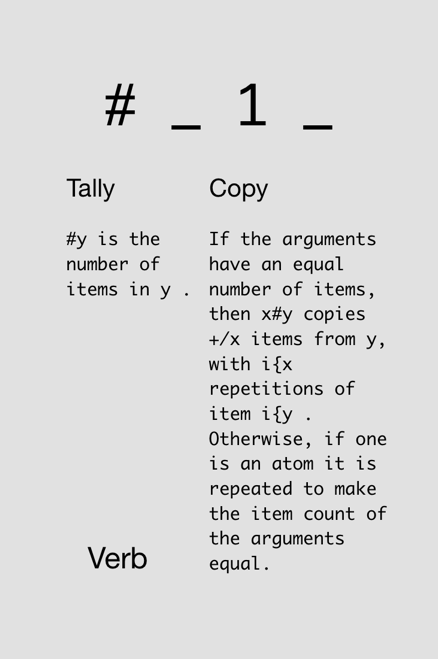 # _ 1 _
Tally
#y is the
number of
items in y .
Copy
If the arguments
have an equal
number of items,
then x#y copies
+/x items from y,
with i{x
repetitions of
item i{y .
Otherwise, if one
is an atom it is
repeated to make
the item count of
the arguments
equal.
Verb